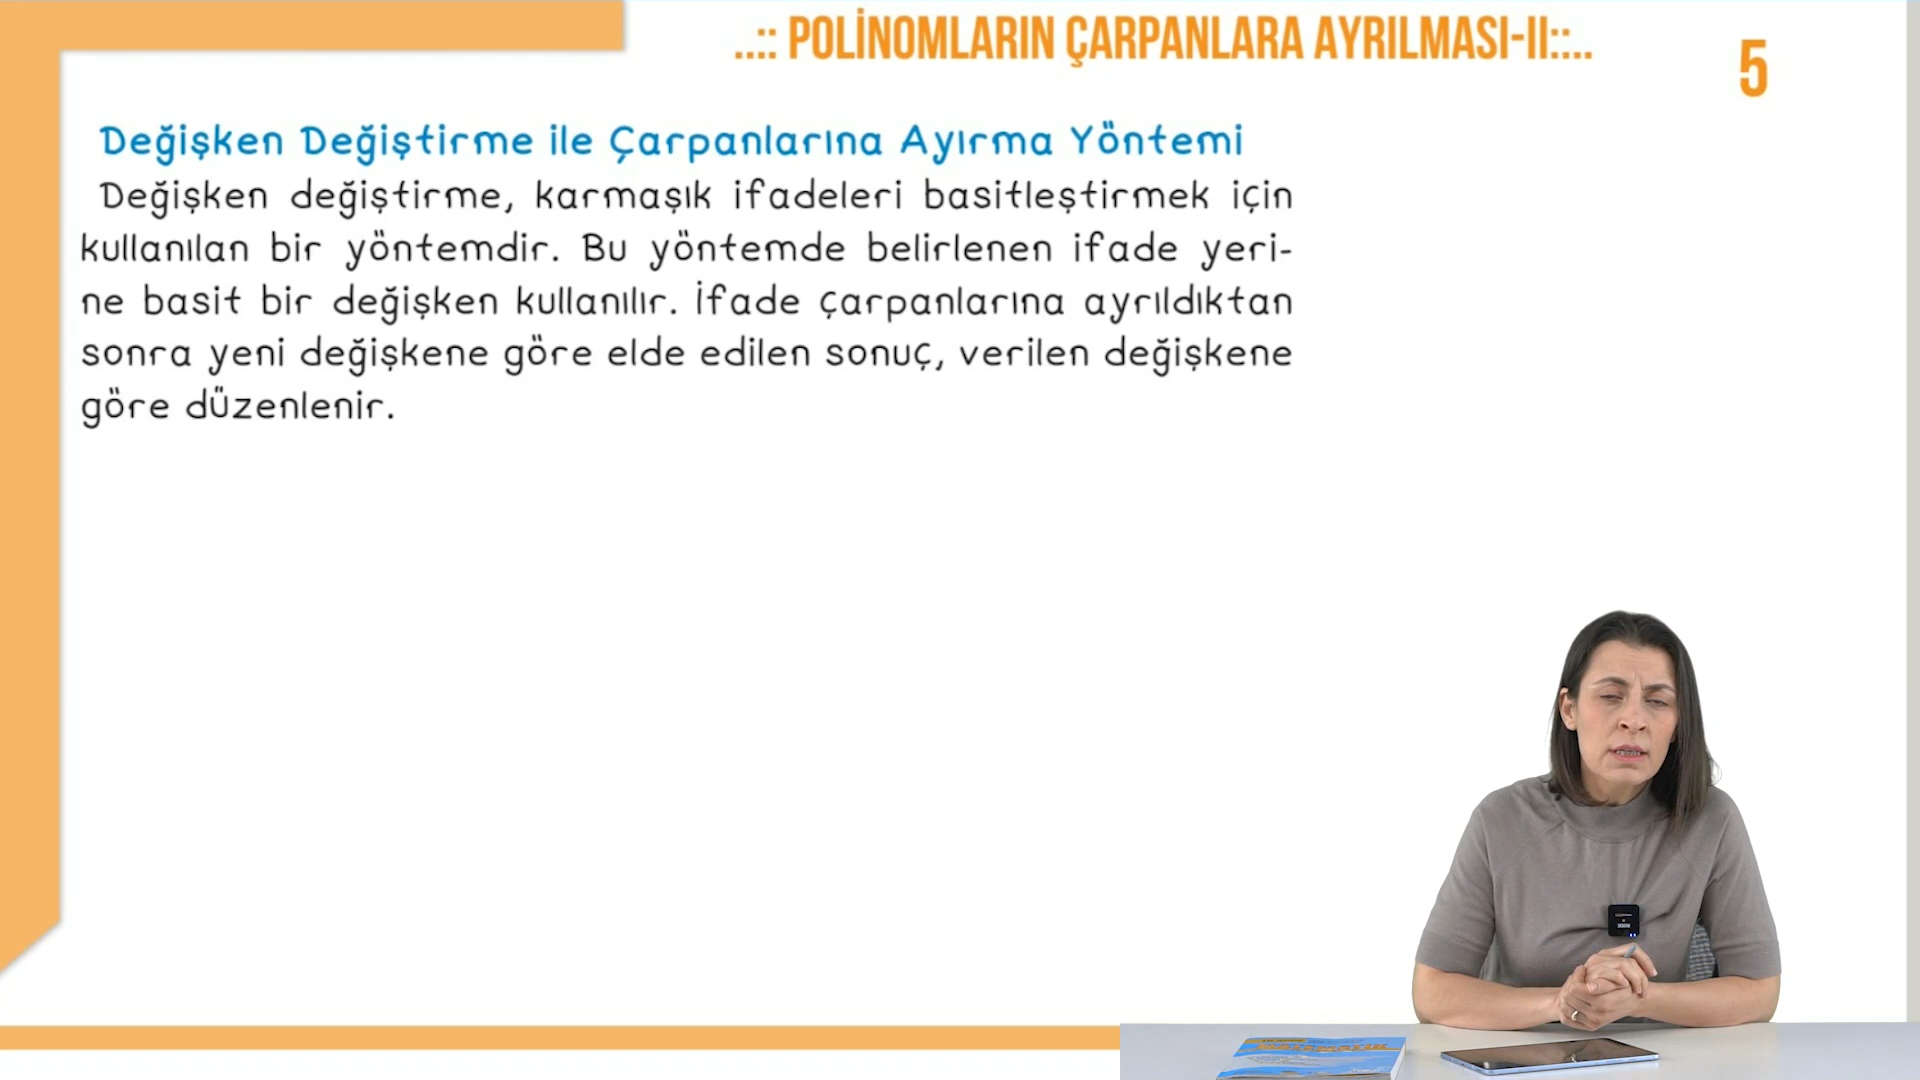 ..:: POLİNOMLARIN ÇARPANLARA AYRILMASI-II::..
5
Değişken Değiştirme ile Çarpanlarına Ayırma Yöntemi
Değişken değiştirme, karmaşık ifadeleri basitleştirmek için
kullanılan bir yöntemdir. Bu yöntemde belirlenen ifade yeri-
ne basit bir değişken kullanılır. İfade çarpanlarına ayrıldıktan
sonra yeni değişkene göre elde edilen sonuç, verilen değişkene
göre düzenlenir.